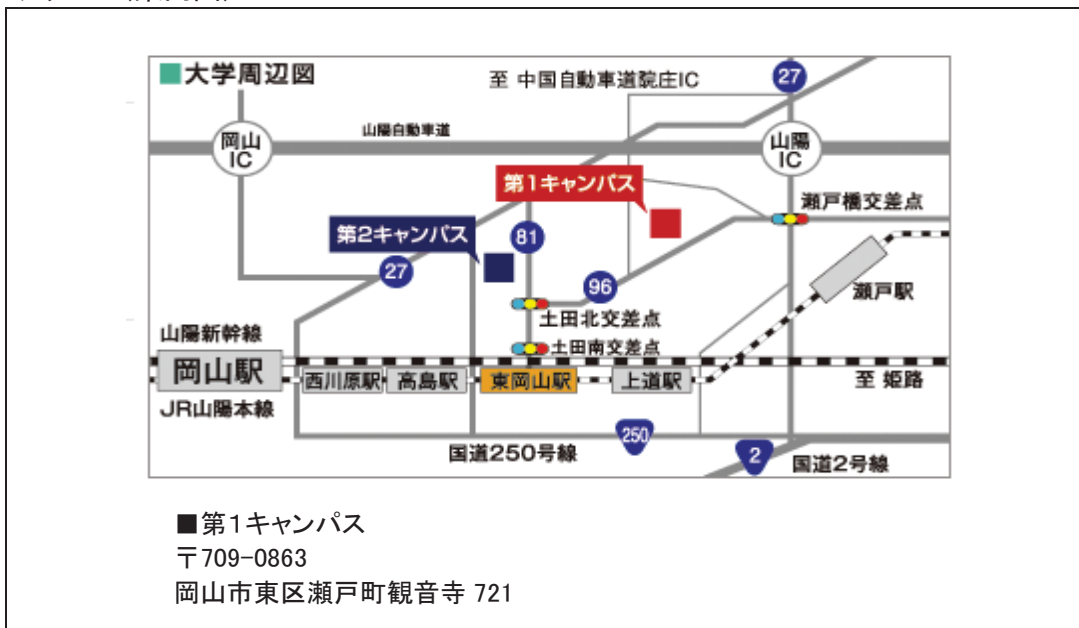 ■大学周辺図
至 中国自動車道院庄IC
27
岡山
IC
山陽自動車道
山陽
IC
第1キャンパス
瀬戸橋交差点
第2キャンパス
81
27
96
瀬戸駅
土田北交差点
山陽新幹線
土田南交差点
岡山駅
西川原駅
高島駅
東岡山駅
上道駅
至 姫路
JR山陽本線
250
国道250号線
2
国道2号線
■第1キャンパス
〒709-0863
岡山市東区瀬戸町観音寺 721